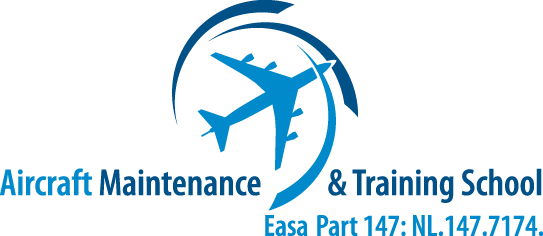 Aircraft Maintenance & Training School
Easa Part 147: NL.147.7174.